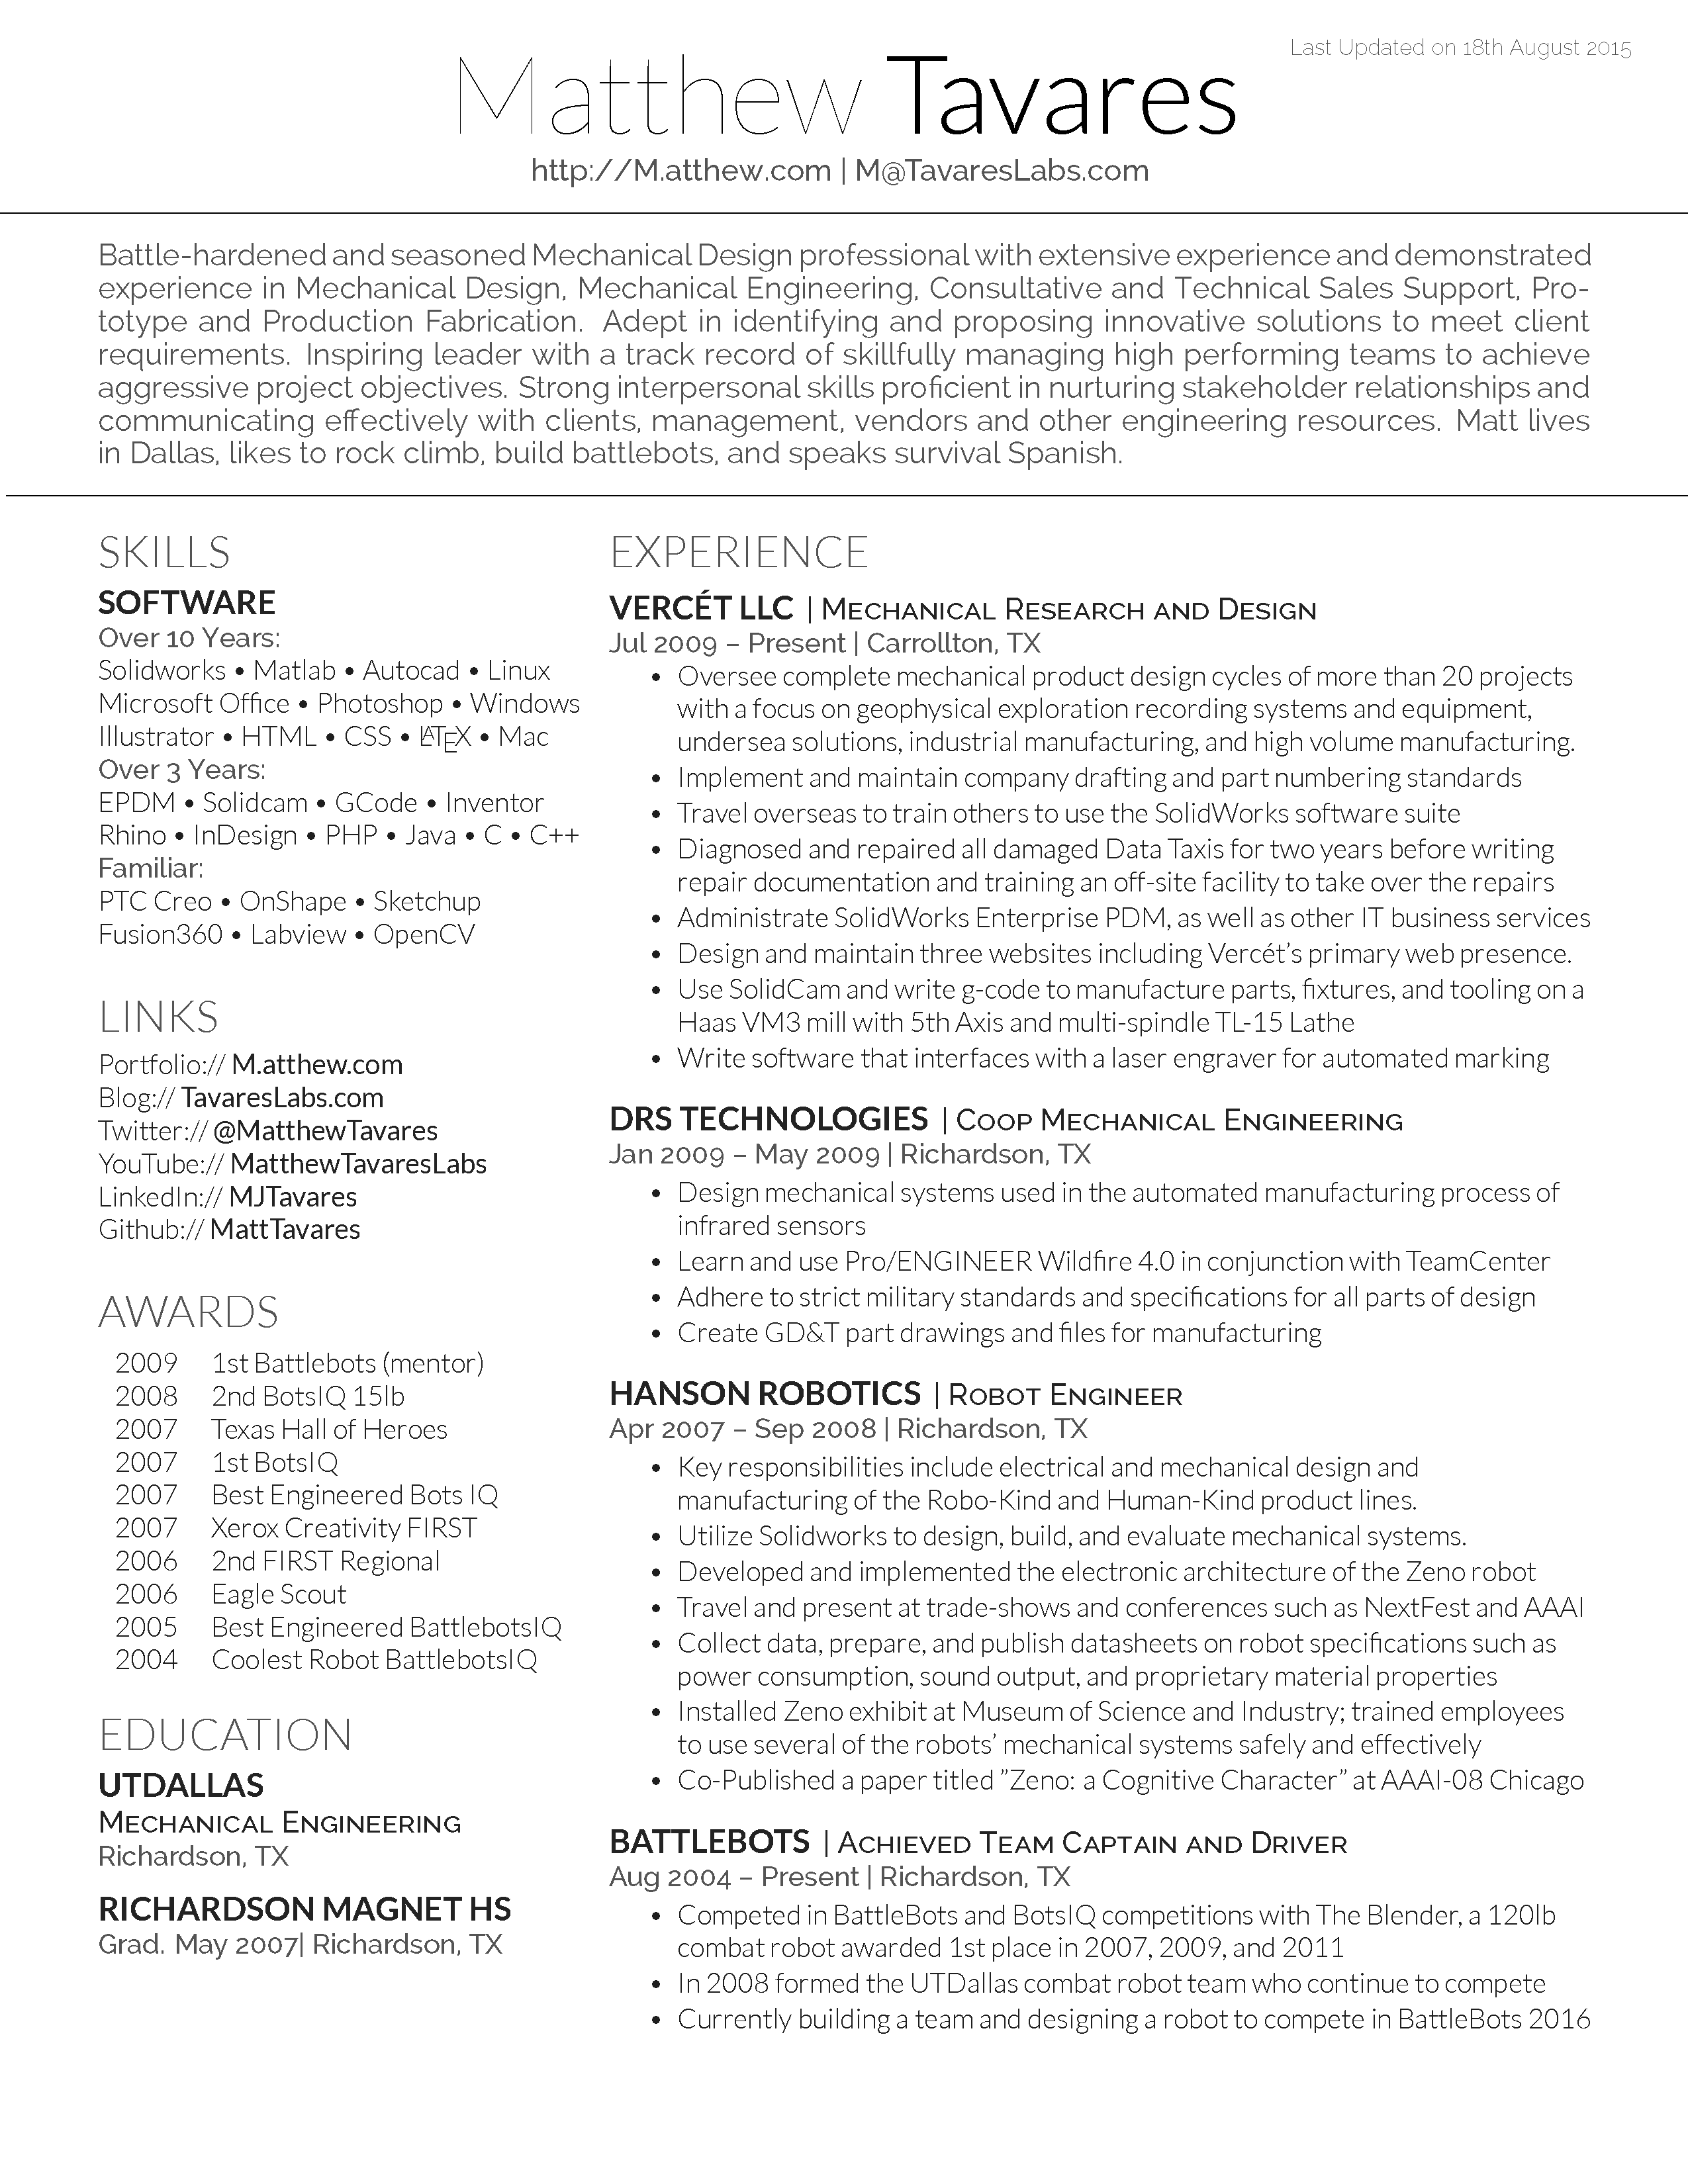 Last Updated on 18th August 2015
Matthew Tavares
http://M.atthew.com | M@TavaresLabs.com
Battle-hardened and seasoned Mechanical Design professional with extensive experience and demonstrated
experience in Mechanical Design, Mechanical Engineering, Consultative and Technical Sales Support, Pro-
totype and Production Fabrication. Adept in identifying and proposing innovative solutions to meet client
requirements. Inspiring leader with a track record of skillfully managing high performing teams to achieve
aggressive project objectives. Strong interpersonal skills proficient in nurturing stakeholder relationships and
communicating effectively with clients, management, vendors and other engineering resources. Matt lives
in Dallas, likes to rock climb, build battlebots, and speaks survival Spanish.
SKILLS
SOFTWARE
Over 10 Years:
Solidworks • Matlab • Autocad • Linux
Microsoft Office • Photoshop • Windows
Illustrator • HTML • CSS • LATEX • Mac
Over 3 Years:
EPDM • Solidcam • GCode • Inventor
Rhino • InDesign • PHP • Java • C • C++
Familiar:
PTC Creo • OnShape • Sketchup
Fusion360 • Labview • OpenCV
LINKS
Portfolio:// M.atthew.com
Blog:// TavaresLabs.com
Twitter:// @MatthewTavares
YouTube:// MatthewTavaresLabs
LinkedIn:// MJTavares
Github:// MattTavares
AWARDS
2009 1st Battlebots (mentor)
2008 2nd BotsIQ 15lb
2007 Texas Hall of Heroes
2007 1st BotsIQ
2007 Best Engineered Bots IQ
2007 Xerox Creativity FIRST
2006 2nd FIRST Regional
2006 Eagle Scout
2005 Best Engineered BattlebotsIQ
2004 Coolest Robot BattlebotsIQ
EDUCATION
UTDALLAS
MECHANICAL ENGINEERING
Richardson, TX
RICHARDSON MAGNET HS
Grad. May 2007| Richardson, TX
EXPERIENCE
VERCÉT LLC | MECHANICAL RESEARCH AND DESIGN
Jul 2009 – Present | Carrollton, TX
• Oversee complete mechanical product design cycles of more than 20 projects
with a focus on geophysical exploration recording systems and equipment,
undersea solutions, industrial manufacturing, and high volume manufacturing.
• Implement and maintain company drafting and part numbering standards
• Travel overseas to train others to use the SolidWorks software suite
• Diagnosed and repaired all damaged Data Taxis for two years before writing
repair documentation and training an off-site facility to take over the repairs
• Administrate SolidWorks Enterprise PDM, as well as other IT business services
• Design and maintain three websites including Vercét's primary web presence.
• Use SolidCam and write g-code to manufacture parts, fixtures, and tooling on a
Haas VM3 mill with 5th Axis and multi-spindle TL-15 Lathe
• Write software that interfaces with a laser engraver for automated marking
DRS TECHNOLOGIES | COOP MECHANICAL ENGINEERING
Jan 2009 – May 2009 | Richardson, TX
• Design mechanical systems used in the automated manufacturing process of
infrared sensors
• Learn and use Pro/ENGINEER Wildfire 4.0 in conjunction with TeamCenter
• Adhere to strict military standards and specifications for all parts of design
• Create GD&T part drawings and files for manufacturing
HANSON ROBOTICS | ROBOT ENGINEER
Apr 2007 – Sep 2008 | Richardson, TX
• Key responsibilities include electrical and mechanical design and
manufacturing of the Robo-Kind and Human-Kind product lines.
• Utilize Solidworks to design, build, and evaluate mechanical systems.
• Developed and implemented the electronic architecture of the Zeno robot
• Travel and present at trade-shows and conferences such as NextFest and AAAI
• Collect data, prepare, and publish datasheets on robot specifications such as
power consumption, sound output, and proprietary material properties
• Installed Zeno exhibit at Museum of Science and Industry; trained employees
to use several of the robots' mechanical systems safely and effectively
• Co-Published a paper titled ”Zeno: a Cognitive Character” at AAAI-08 Chicago
BATTLEBOTS | ACHIEVED TEAM CAPTAIN AND DRIVER
Aug 2004 – Present | Richardson, TX
• Competed in BattleBots and BotsIQ competitions with The Blender, a 120lb
combat robot awarded 1st place in 2007, 2009, and 2011
• In 2008 formed the UTDallas combat robot team who continue to compete
• Currently building a team and designing a robot to compete in BattleBots 2016